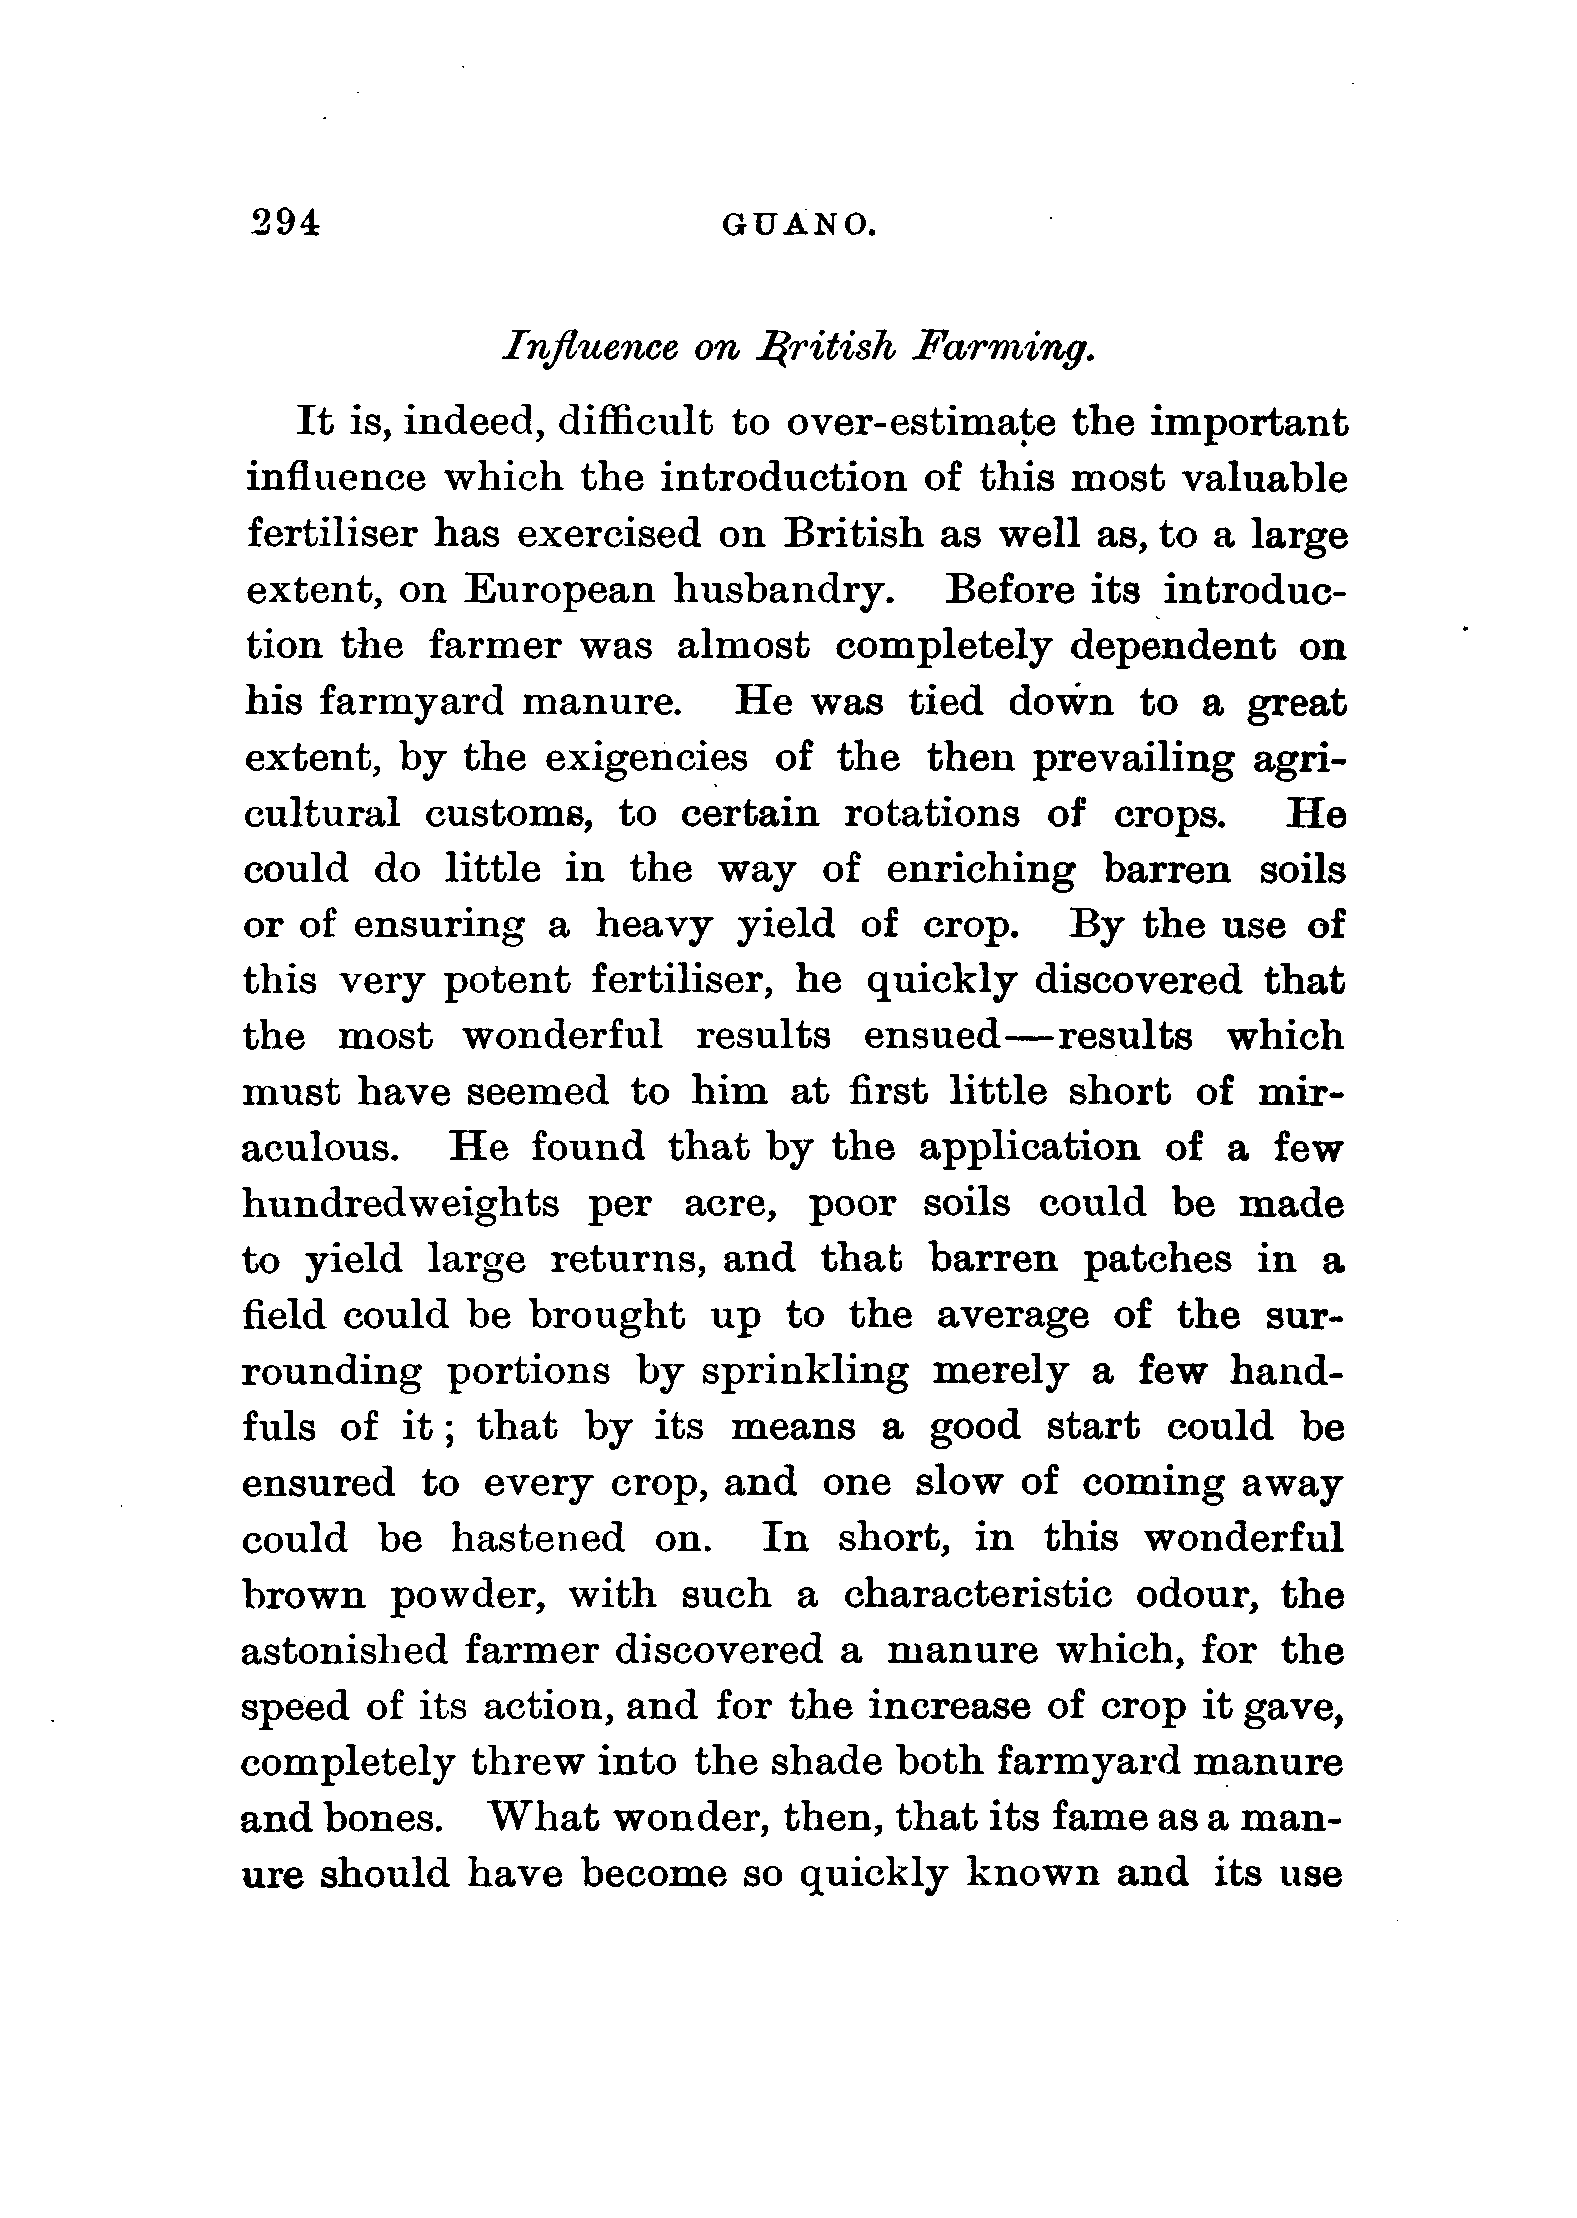 294 GUANO.
Influence on British Farming.
It is, indeed, difficult to over-estimate the important
influence which the introduction of this most valuable
fertiliser has exercised on British as well as, to a large
extent, on European husbandry. Before its introduc-
tion the farmer was almost completely dependent on
his farmyard manure. He was tied down to a great
extent, by the exigencies of the then prevailing agri-
cultural customs, to certain rotations of crops. He
could do little in the way of enriching barren soils
or of ensuring a heavy yield of crop. By the use of
this very potent fertiliser, he quickly discovered that
the most wonderful results ensued—results which
must have seemed to him at first little short of mir-
aculous. He found that by the application of a few
hundredweights per acre, poor soils could be made
to yield large returns, and that barren patches in a
field could be brought up to the average of the sur-
rounding portions by sprinkling merely a few hand-
fuls of it; that by its means a good start could be
ensured to every crop, and one slow of coming away
could be hastened on. In short, in this wonderful
brown powder, with such a characteristic odour, the
astonished farmer discovered a manure which, for the
speed of its action, and for the increase of crop it gave,
completely threw into the shade both farmyard manure
and bones. What wonder, then, that its fame as a man-
ure should have become so quickly known and its use